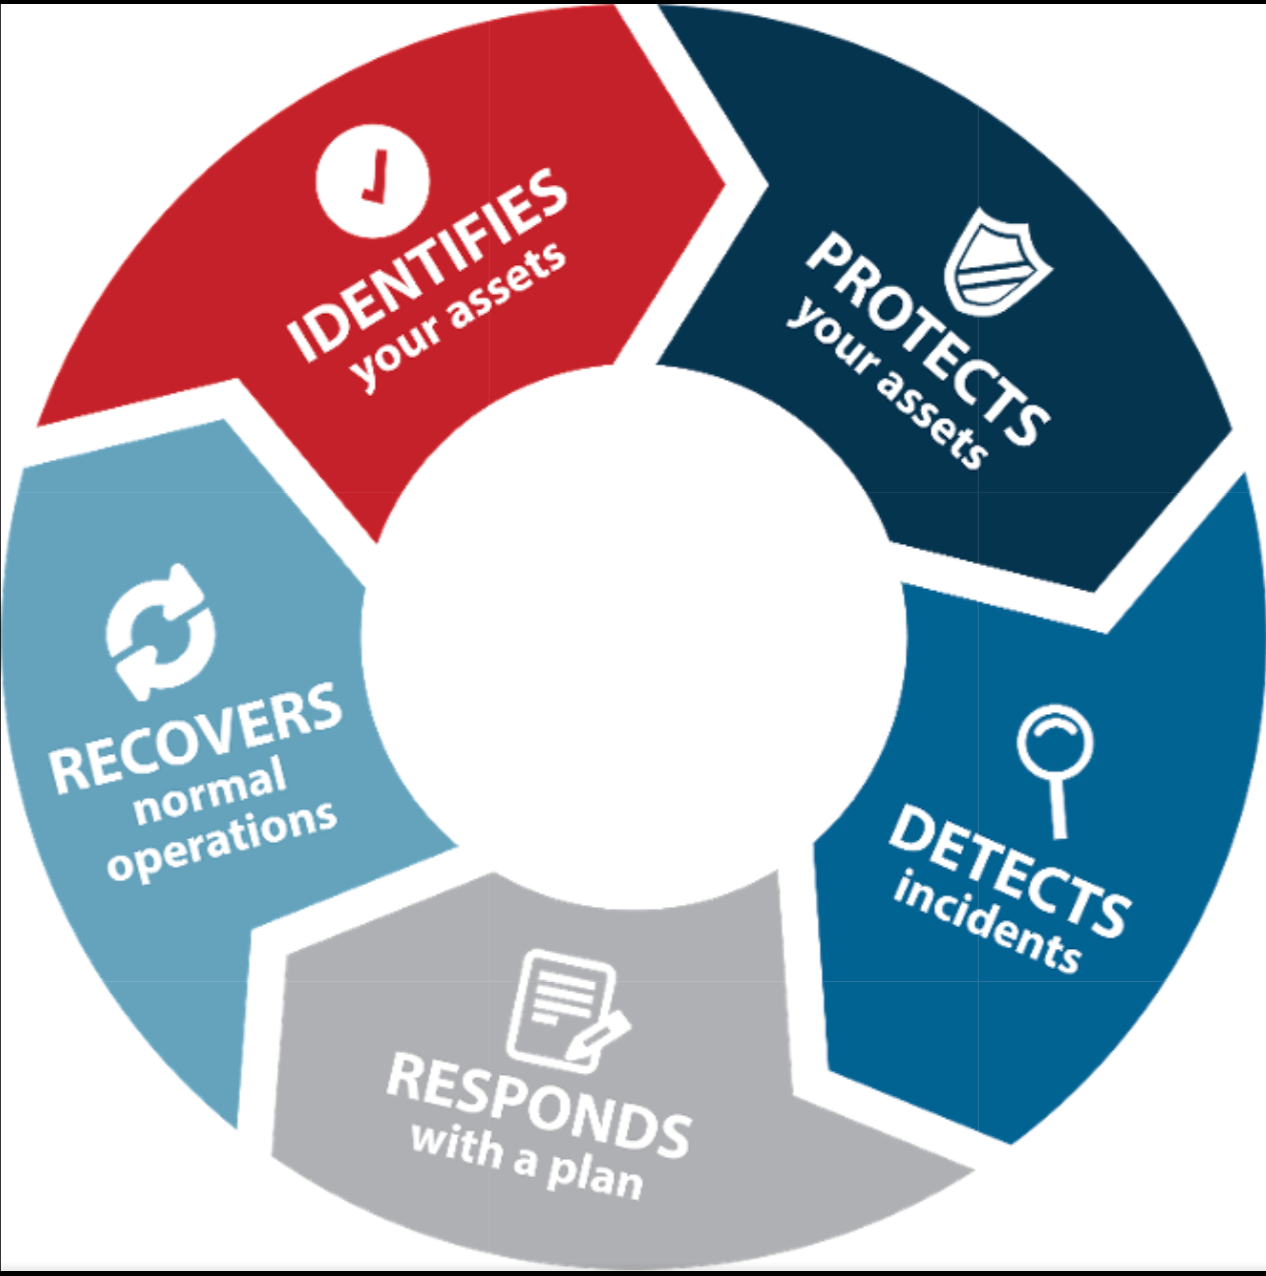 IDENTIFIES
your assets
PROTECTS
your assets
DETECTS
incidents
RESPONDS
with a plan
RECOVERS
normal
operations